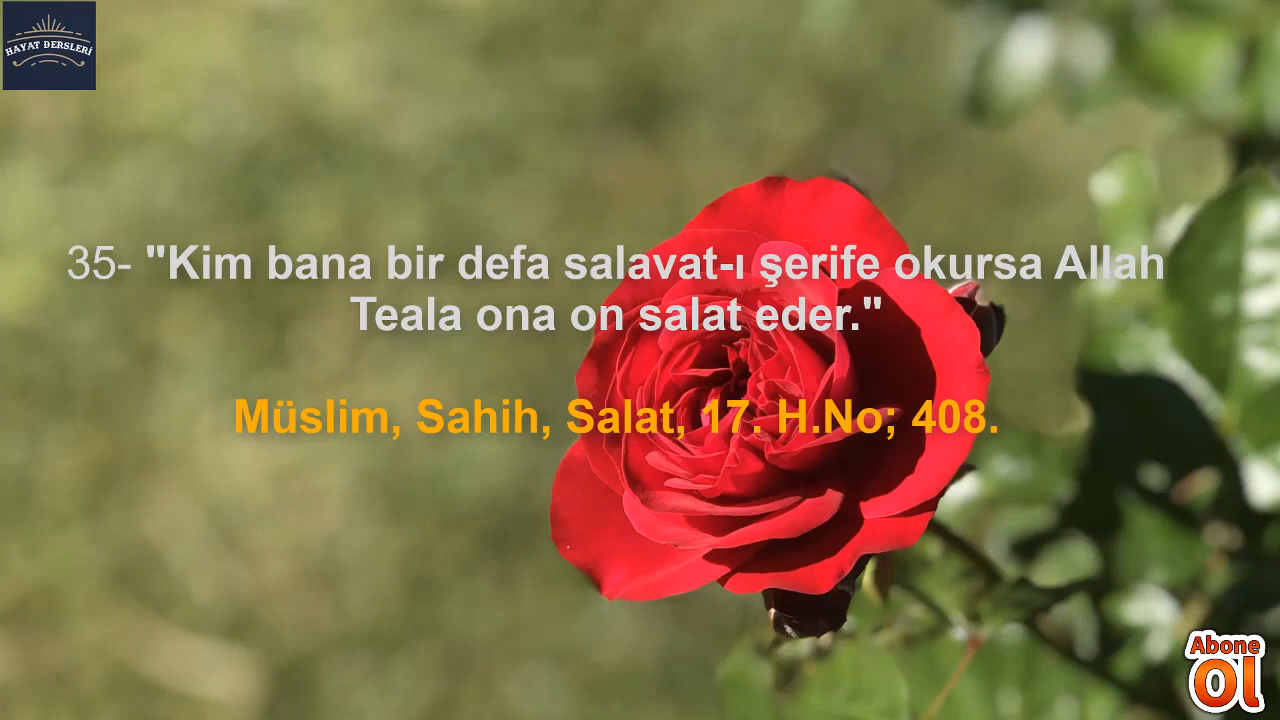 HAYAT DERSLERİ
35- "Kim bana bir defa salavat-ı şerife okursa Allah
Teala ona on salat eder."
Müslim, Sahih, Salat, 17. H.No; 408.
Abone
Ol